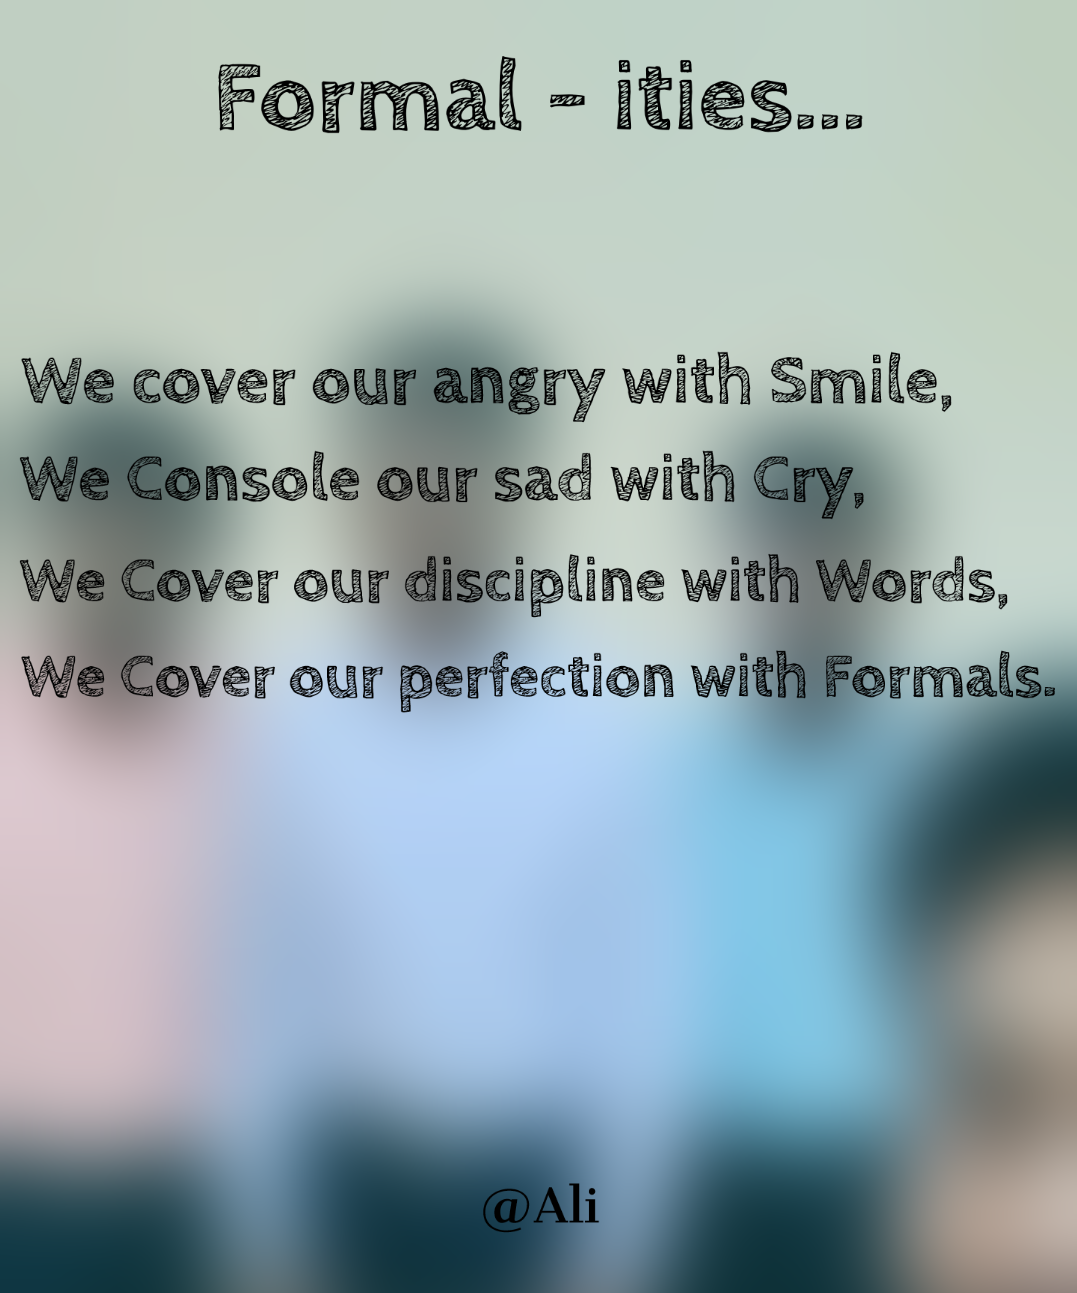 Formal - ities...
We cover our angry with Smile,
We Console our sad with Cry,
We Cover our discipline with Words,
We Cover our perfection with Formals.
@Ali